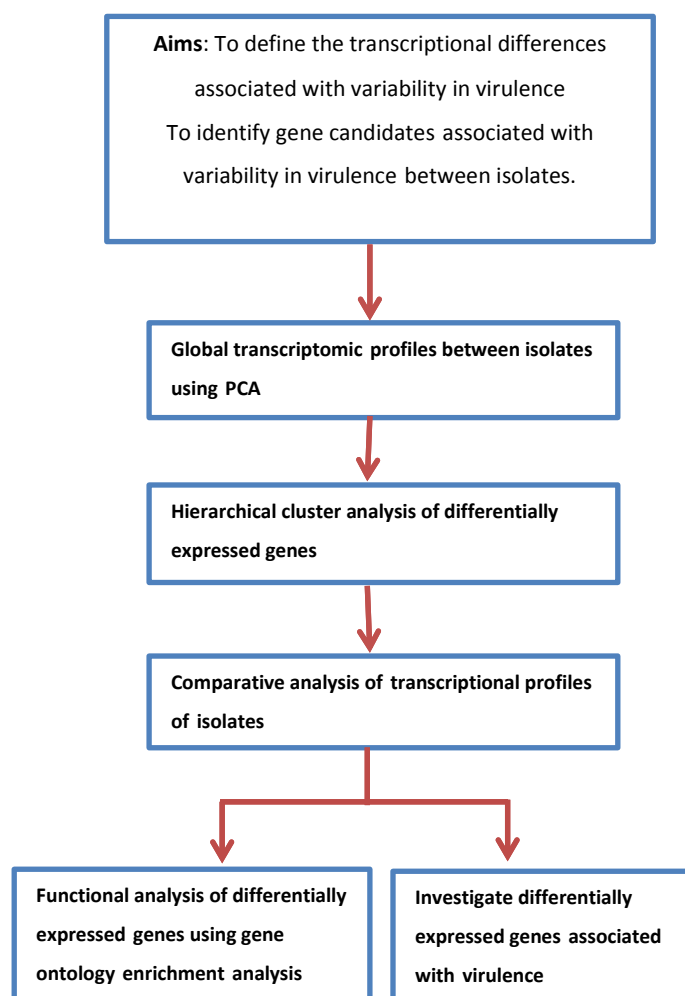 Aims: To define the transcriptional differences
associated with variability in virulence
To identify gene candidates associated with
variability in virulence between isolates.
Global transcriptomic profiles between isolates
using PCA
Hierarchical cluster analysis of differentially
expressed genes
Comparative analysis of transcriptional profiles
of isolates
Functional analysis of differentially
expressed genes using gene
ontology enrichment analysis
Investigate differentially
expressed genes associated
with virulence